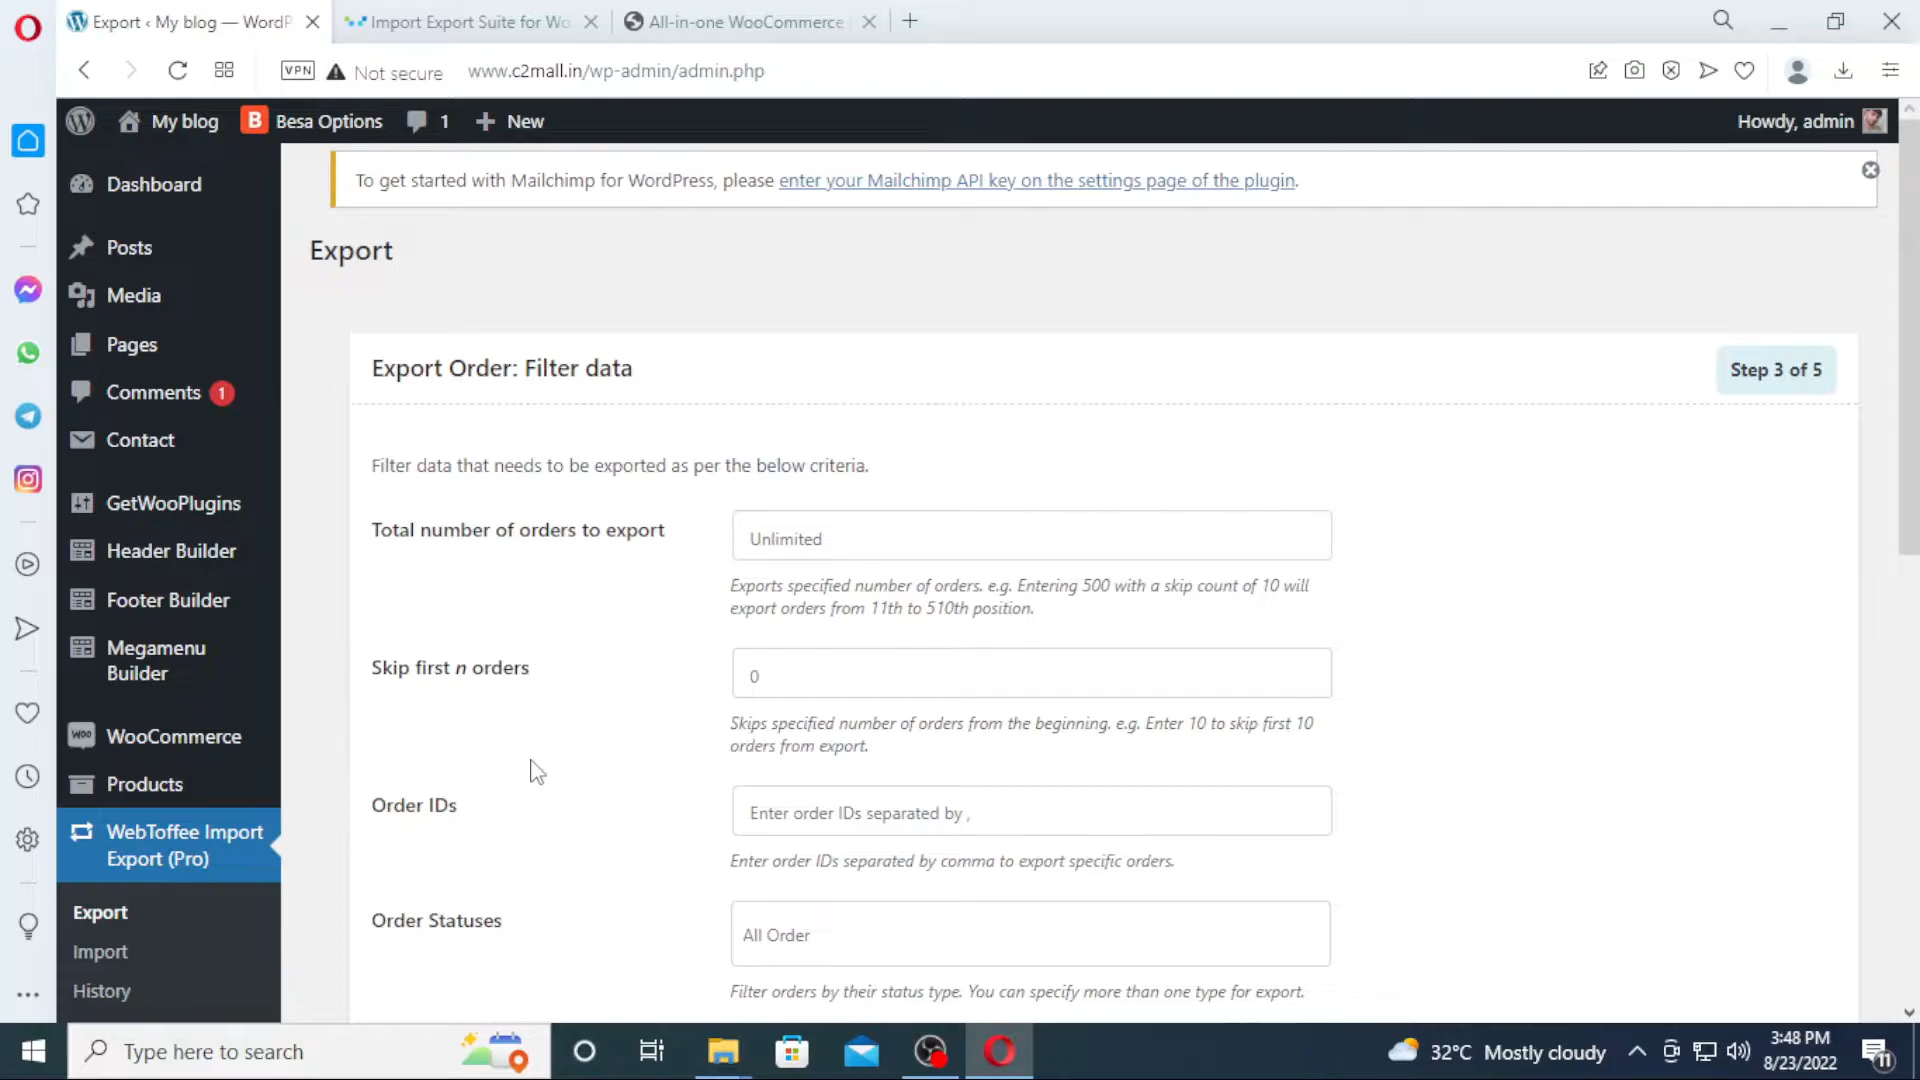 Export ‹ My blog — WordP
Import Export Suite for Wo
All-in-one WooCommerce
VPN
Not secure
www.c2mall.in/wp-admin/admin.php
My blog
B
Besa Options
1
New
Howdy, admin
Dashboard
Posts
Media
Pages
Comments 1
Contact
GetWooPlugins
Header Builder
Footer Builder
Megamenu
Builder
WOO
WooCommerce
Products
WebToffee Import
Export (Pro)
Export
Import
History
To get started with Mailchimp for WordPress, please enter your Mailchimp API key on the settings page of the plugin.
Export
Export Order: Filter data
Step 3 of 5
Filter data that needs to be exported as per the below criteria.
Total number of orders to export
Unlimited
Exports specified number of orders. e.g. Entering 500 with a skip count of 10 will
export orders from 11th to 510th position.
Skip first n orders
0
Skips specified number of orders from the beginning. e.g. Enter 10 to skip first 10
orders from export.
Order IDs
Enter order IDs separated by ,
Enter order IDs separated by comma to export specific orders.
Order Statuses
All Order
Filter orders by their status type. You can specify more than one type for export.
Type here to search
32°C Mostly cloudy
3:48 PM
8/23/2022
11